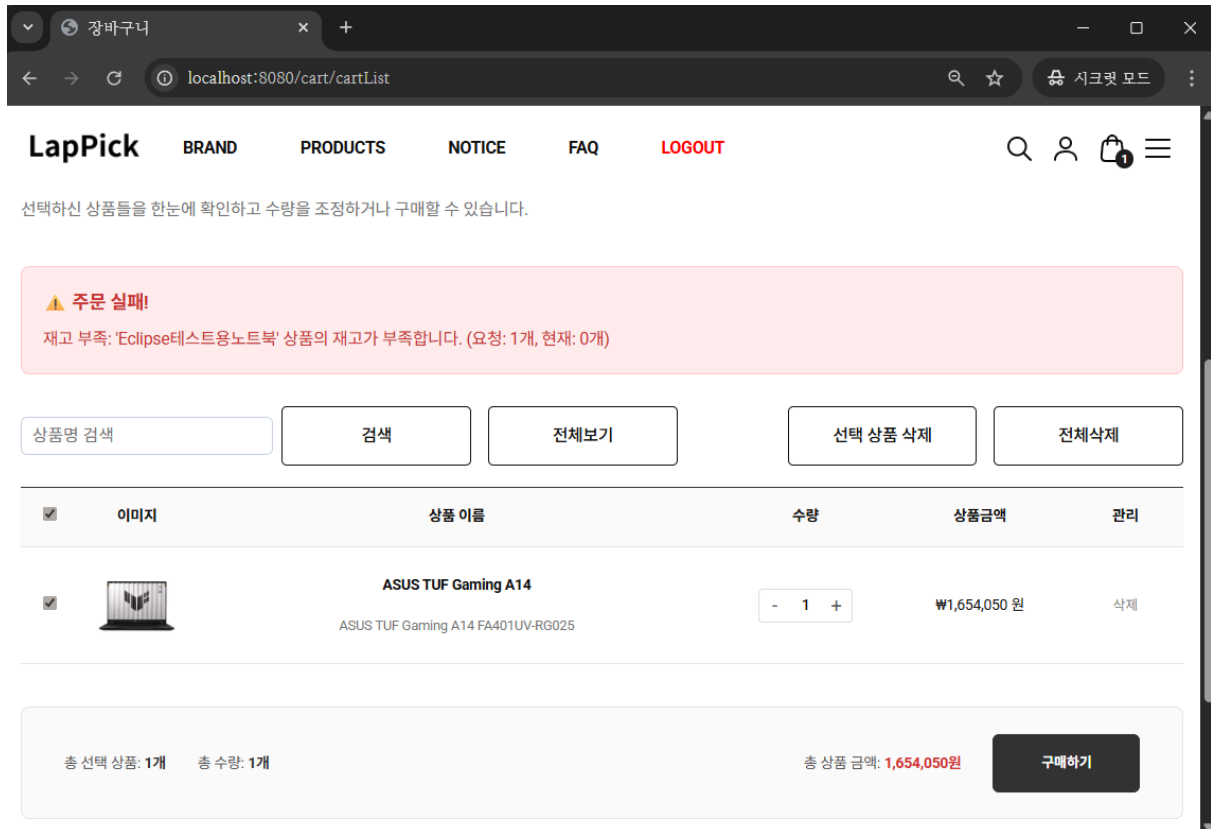 장바구니
localhost:8080/cart/cartList
시크릿 모드
LapPick BRAND PRODUCTS NOTICE FAQ LOGOUT 1
선택하신 상품들을 한눈에 확인하고 수량을 조정하거나 구매할 수 있습니다.
주문 실패!
재고 부족: 'Eclipse테스트용노트북' 상품의 재고가 부족합니다. (요청: 1개, 현재: 0개)
상품명 검색 검색 전체보기 선택 상품 삭제 전체삭제
이미지 상품 이름 수량 상품금액 관리
ASUS TUF Gaming A14
- 1 + ₩1,654,050 원 삭제
ASUS TUF Gaming A14 FA401UV-RG025
총 선택 상품: 1개 총 수량: 1개 총 상품 금액: 1,654,050원 구매하기